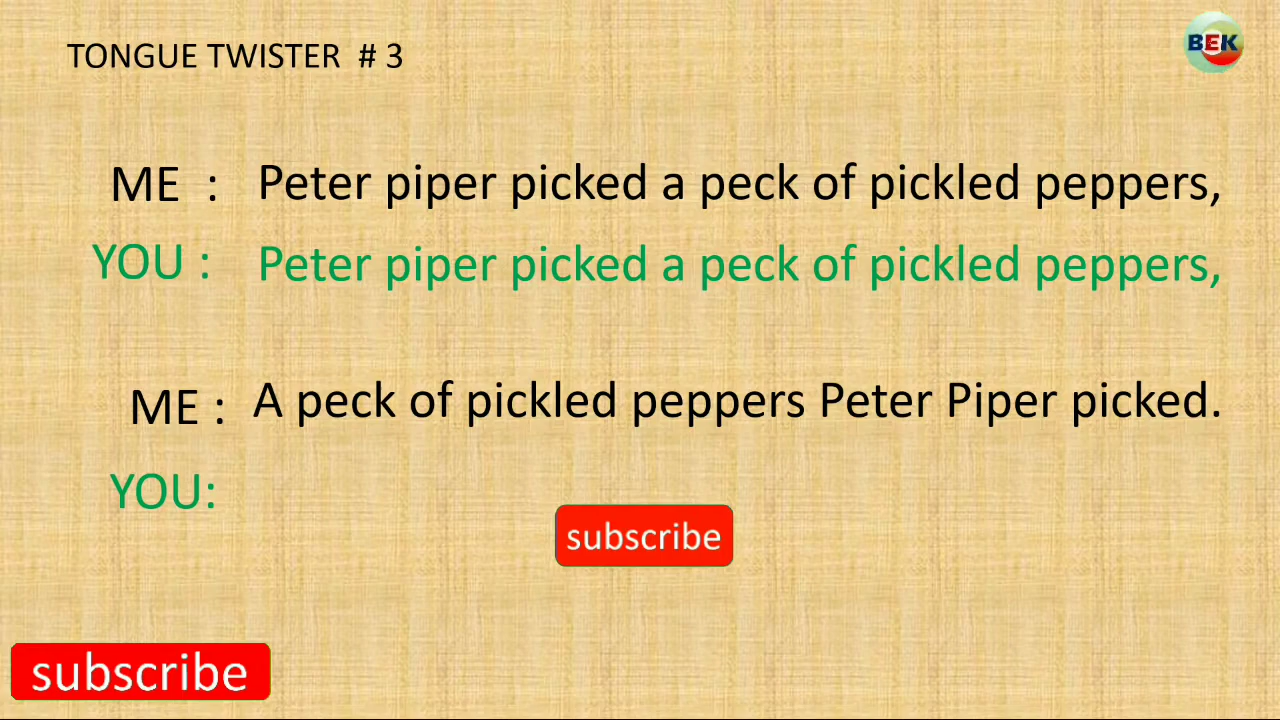 TONGUE TWISTER # 3
BEK
ME : Peter piper picked a peck of pickled peppers,
YOU : Peter piper picked a peck of pickled peppers,
ME : A peck of pickled peppers Peter Piper picked.
YOU:
subscribe
subscribe